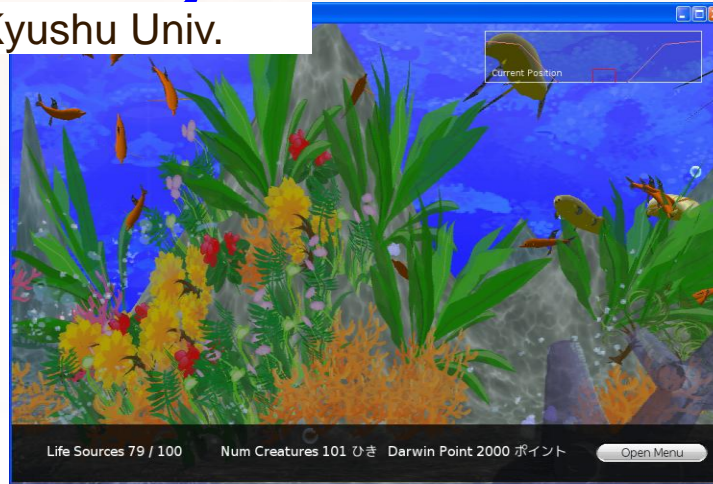 Kyushu Univ.
Current Position
Life Sources 79 / 100 Num Creatures 101 ひき Darwin Point 2000 ポイント Open Menu